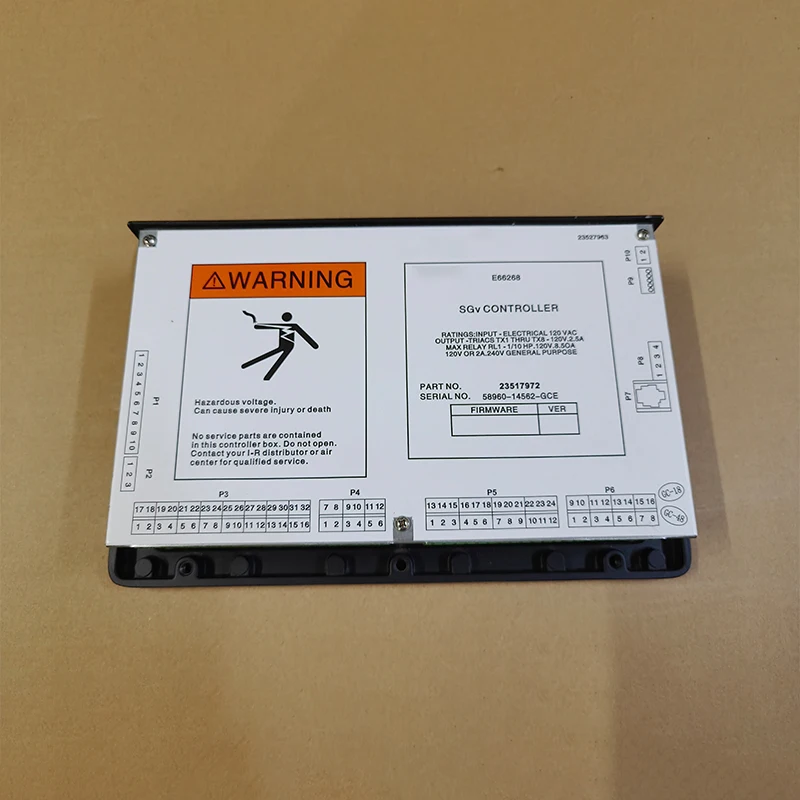 23527963
⚠WARNING
Hazardous voltage.
Can cause severe injury or death
No service parts are contained
in this controller box. Do not open.
Contact your I-R distributor or air
center for qualified service.
E66268
SGv CONTROLLER
RATINGS:INPUT - ELECTRICAL 120 VAC
OUTPUT -TRIACS TX1 THRU TX8 - 120V.2.5A
MAX RELAY RL1 - 1/10 HP.120V.8.5OA
120V OR 2A.240V GENERAL PURPOSE
PART NO. 23517972
SERIAL NO. 58960-14562-GCE
FIRMWARE VER
P10
1 2
P9
P8
1 2 3 4
P7
P1
1 2 3 4 5 6 7 8 9 10
P2
1 2 3
P3
17 18 19 20 21 22 23 24 25 26 27 28 29 30 31 32
1 2 3 4 5 6 7 8 9 10 11 12 13 14 15 16
P4
7 8 9 10 11 12
1 2 3 4 5 6
P5
13 14 15 16 17 18 19 20 21 22 23 24
1 2 3 4 5 6 7 8 9 10 11 12
P6
9 10 11 12 13 14 15 16
1 2 3 4 5 6 7 8
GC-1B
GC-4B